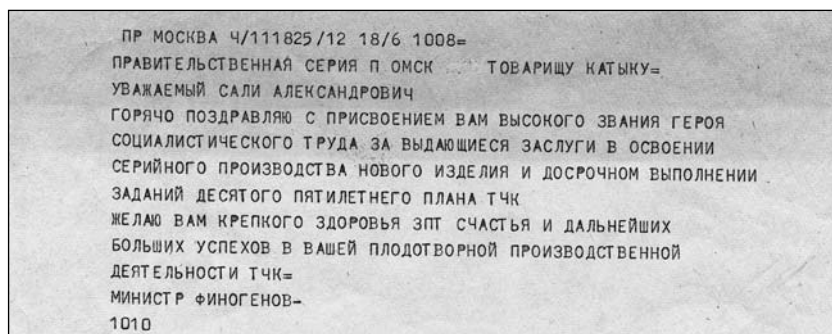 ПР МОСКВА Ч/111825/12 18/6 1008=
ПРАВИТЕЛЬСТВЕННАЯ СЕРИЯ П ОМСК ТОВАРИЩУ КАТЫКУ=
УВАЖАЕМЫЙ САЛИ АЛЕКСАНДРОВИЧ
ГОРЯЧО ПОЗДРАВЛЯЮ С ПРИСВОЕНИЕМ ВАМ ВЫСОКОГО ЗВАНИЯ ГЕРОЯ
СОЦИАЛИСТИЧЕСКОГО ТРУДА ЗА ВЫДАЮЩИЕСЯ ЗАСЛУГИ В ОСВОЕНИИ
СЕРИЙНОГО ПРОИЗВОДСТВА НОВОГО ИЗДЕЛИЯ И ДОСРОЧНОМ ВЫПОЛНЕНИИ
ЗАДАНИЙ ДЕСЯТОГО ПЯТИЛЕТНЕГО ПЛАНА ТЧК
ЖЕЛАЮ ВАМ КРЕПКОГО ЗДОРОВЬЯ ЗПТ СЧАСТЬЯ И ДАЛЬНЕЙШИХ
БОЛЬШИХ УСПЕХОВ В ВАШЕЙ ПЛОДОТВОРНОЙ ПРОИЗВОДСТВЕННОЙ
ДЕЯТЕЛЬНОСТИ ТЧК=
МИНИСТР ФИНОГЕНОВ-
1010